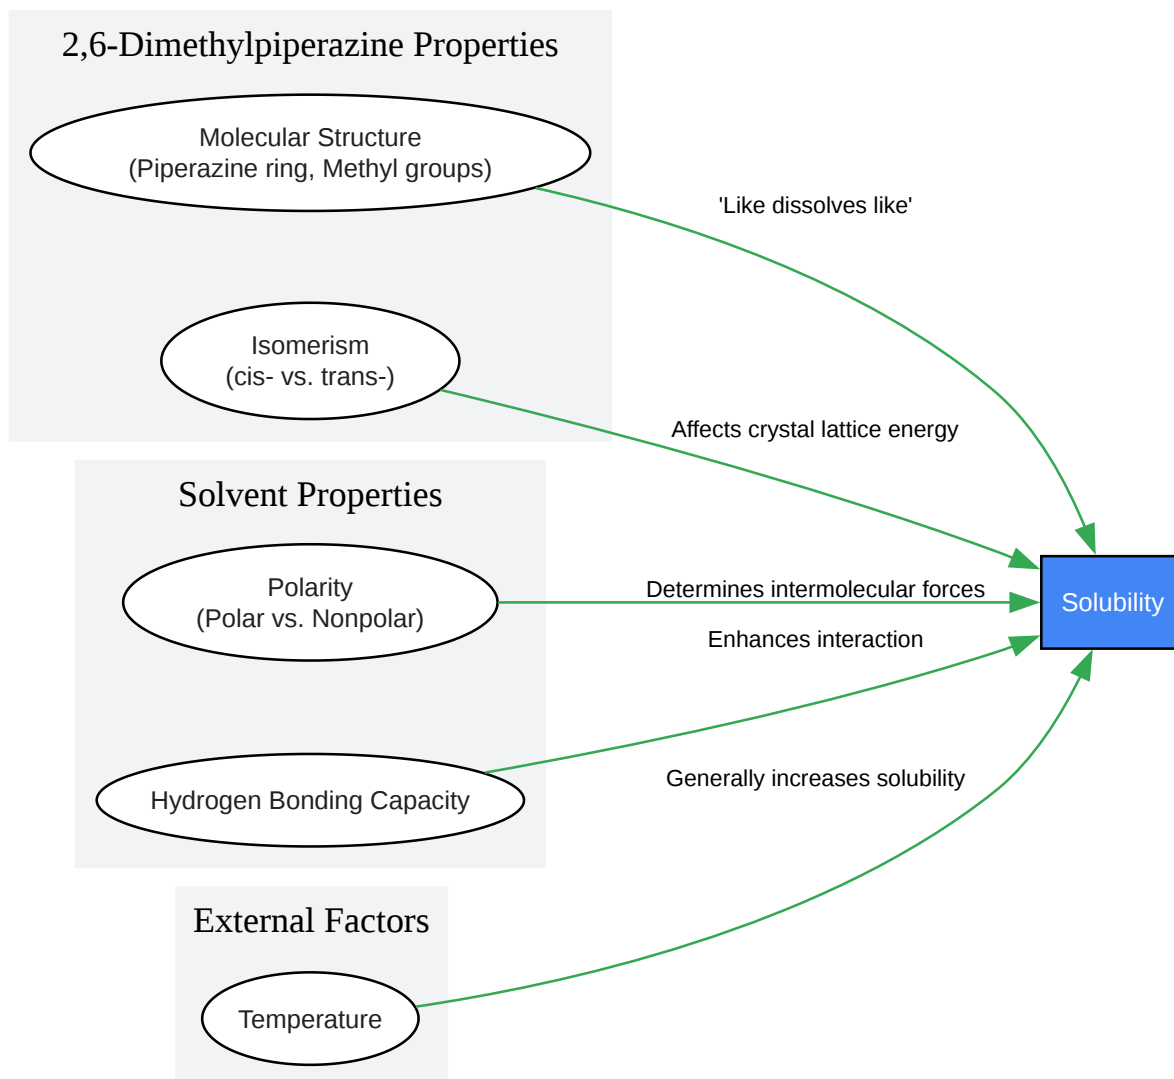 2,6-Dimethylpiperazine Properties
Molecular Structure
(Piperazine ring, Methyl groups)
'Like dissolves like'
Isomerism
(cis- vs. trans-)
Affects crystal lattice energy
Solvent Properties
Polarity
(Polar vs. Nonpolar)
Determines intermolecular forces
Solubility
Enhances interaction
Hydrogen Bonding Capacity
Generally increases solubility
External Factors
Temperature